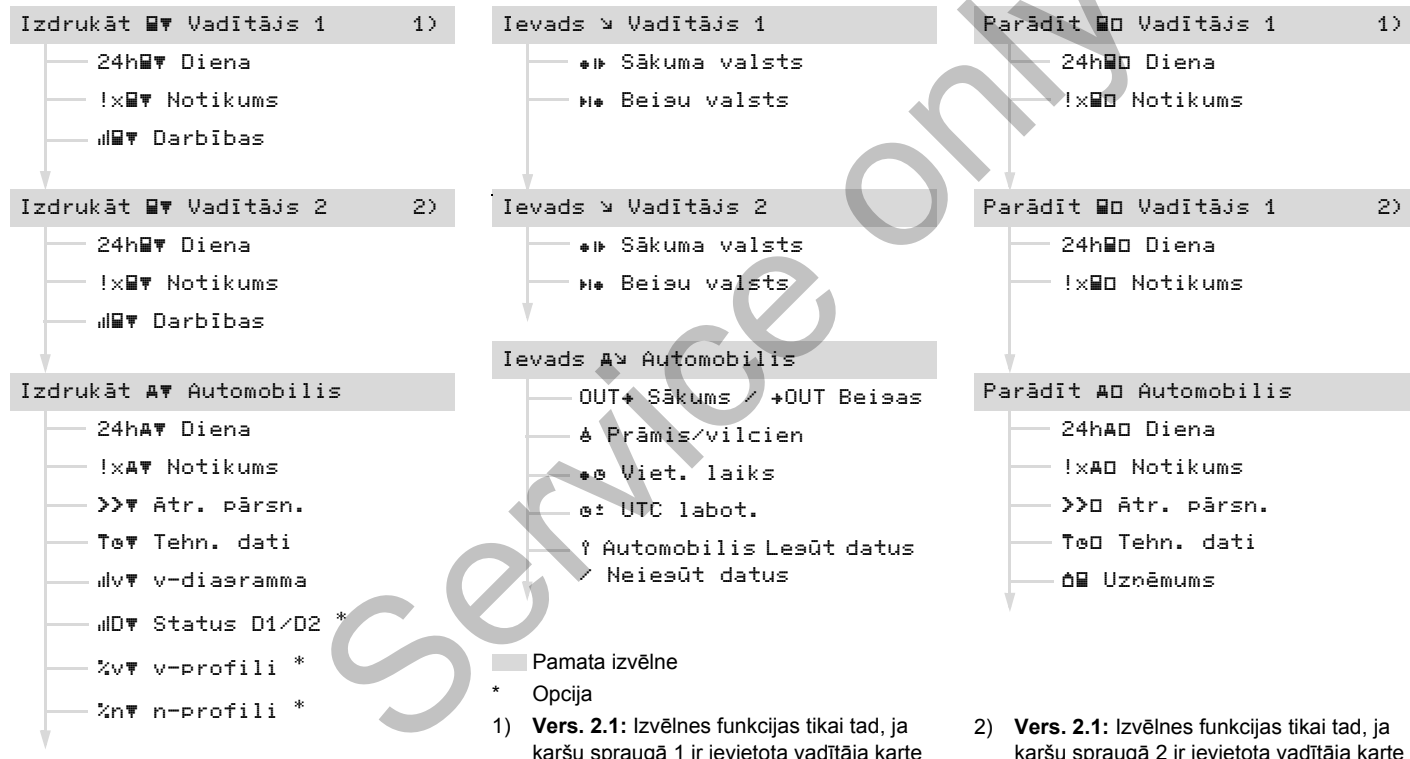 Izdrukāt Vadītājs 1 1)
24h Diena
!x Notikums
Darbības
Izdrukāt Vadītājs 2 2)
24h Diena
!x Notikums
Darbības
Izdrukāt Automobilis
24h Diena
!x Notikums
>> Ātr. pārsn.
Tehn. dati
v v-diagramma
D Status D1/D2 *
%v v-profili *
%n n-profili *
Ievads Vadītājs 1
Sākuma valsts
Beigu valsts
Ievads Vadītājs 2
Sākuma valsts
Beigu valsts
Ievads Automobilis
OUT Sākums / OUT Beigas
Prāmis/vilcien
Viet. laiks
UTC labot.
Automobilis Iegūt datus
/ Neiegūt datus
Parādīt Vadītājs 1 1)
24h Diena
!x Notikums
Parādīt Vadītājs 1 2)
24h Diena
!x Notikums
Parādīt Automobilis
24h Diena
!x Notikums
>> Ātr. pārsn.
Tehn. dati
Uzņēmums
Pamata izvēlne
* Opcija
1) Vers. 2.1: Izvēlnes funkcijas tikai tad, ja
karšu spraugā 1 ir ievietota vadītāja karte
2) Vers. 2.1: Izvēlnes funkcijas tikai tad, ja
karšu spraugā 2 ir ievietota vadītāja karte
Service only